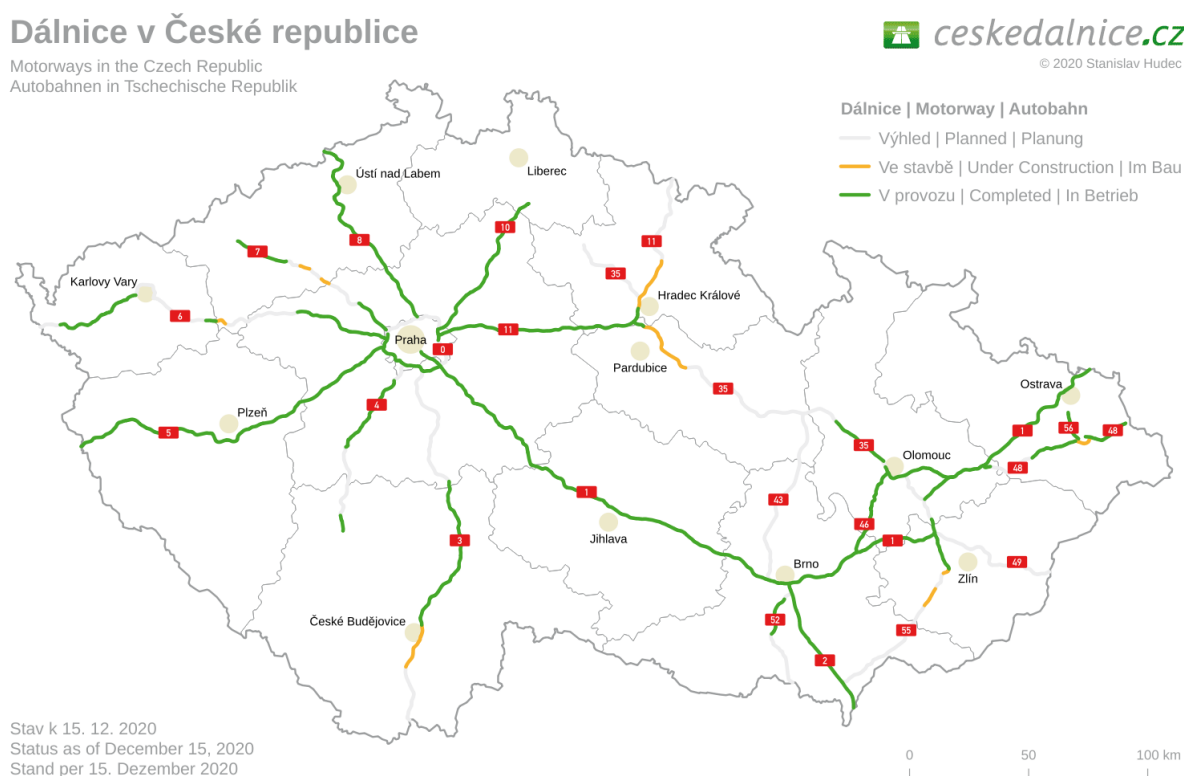 Dálnice v České republice
Motorways in the Czech Republic
Autobahnen in Tschechische Republik
ceskedalnice.cz
© 2020 Stanislav Hudec
Dálnice | Motorway | Autobahn
Výhled | Planned | Planung
Ve stavbě | Under Construction | Im Bau
V provozu | Completed | In Betrieb
Liberec
Ústí nad Labem
10
8
11
7
35
Karlovy Vary
Hradec Králové
6
11
Praha
0
Pardubice
Ostrava
35
4
Plzeň
56
48
5
1
35
Olomouc
48
1
43
46
Jihlava
3
1
Brno
49
Zlín
České Budějovice
52
55
2
Stav k 15. 12. 2020
Status as of December 15, 2020
Stand per 15. Dezember 2020
0
50
100 km